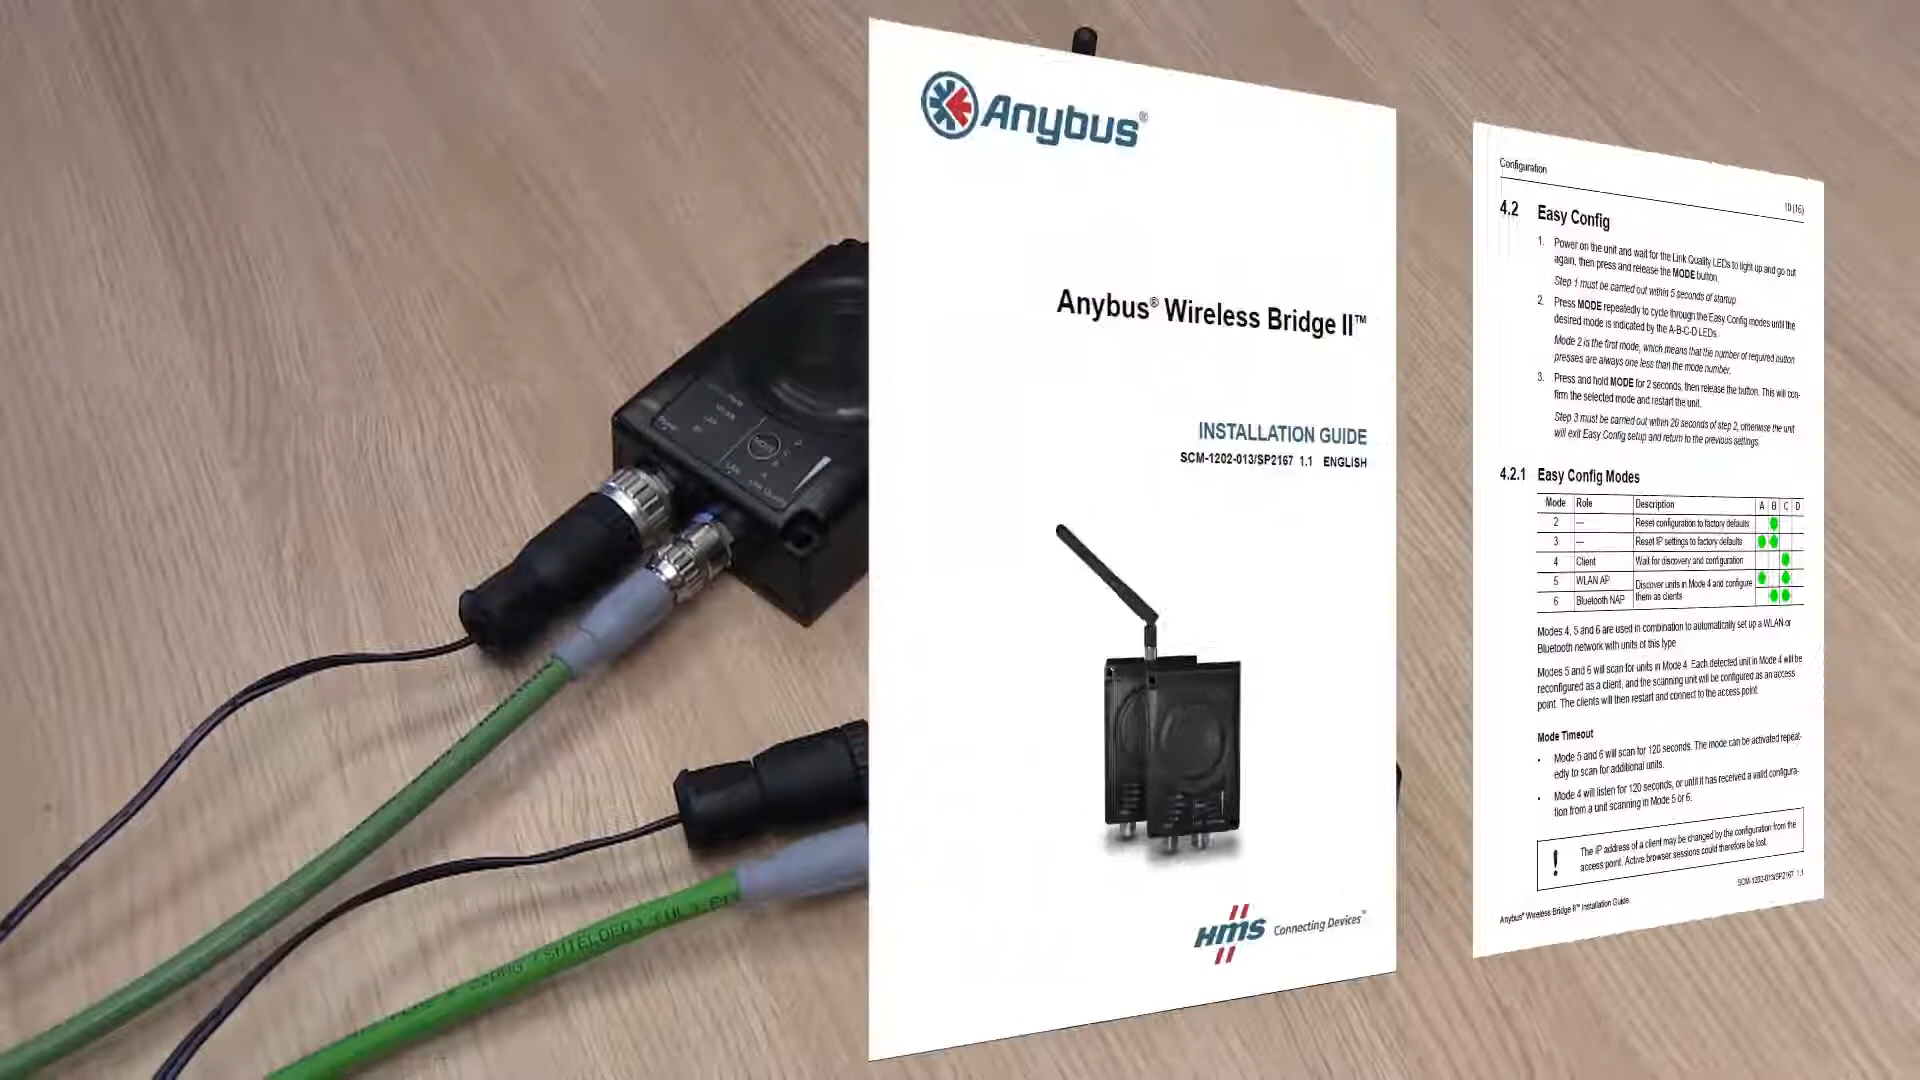 Anybus®
Anybus® Wireless Bridge II™
INSTALLATION GUIDE
SCM-1202-013/SP2167 1.1 ENGLISH
HMS Connecting Devices™
Configuration
10 (16)
4.2 Easy Config
1. Power on the unit and wait for the Link Quality LEDs to light up and go out
again, then press and release the MODE button.
Step 1 must be carried out within 5 seconds of startup
2. Press MODE repeatedly to cycle through the Easy Config modes until the
desired mode is indicated by the A-B-C-D LEDs.
Mode 2 is the first mode, which means that the number of required button
presses are always one less than the mode number.
3. Press and hold MODE for 2 seconds, then release the button. This will con-
firm the selected mode and restart the unit.
Step 3 must be carried out within 20 seconds of step 2, otherwise the unit
will exit Easy Config setup and return to the previous settings.
4.2.1 Easy Config Modes
Mode Role Description A B C D
2 — Reset configuration to factory defaults
3 — Reset IP settings to factory defaults
4 Client Wait for discovery and configuration
5 WLAN AP Discover units in Mode 4 and configure
6 Bluetooth NAP them as clients
Modes 4, 5 and 6 are used in combination to automatically set up a WLAN or
Bluetooth network with units of this type
Modes 5 and 6 will scan for units in Mode 4. Each detected unit in Mode 4 will be
reconfigured as a client, and the scanning unit will be configured as an access
point. The clients will then restart and connect to the access point.
Mode Timeout
• Mode 5 and 6 will scan for 120 seconds. The mode can be activated repeat-
edly to scan for additional units.
• Mode 4 will listen for 120 seconds, or until it has received a valid configura-
tion from a unit scanning in Mode 5 or 6.
! The IP address of a client may be changed by the configuration from the
access point. Active browser sessions could therefore be lost.
SCM-1202-013/SP2167 1.1
Anybus® Wireless Bridge II™ Installation Guide
WLAN
Power
MODE
D
C
B
A
LAN
Link Quality
22AWG (SHIELDED) (UL)